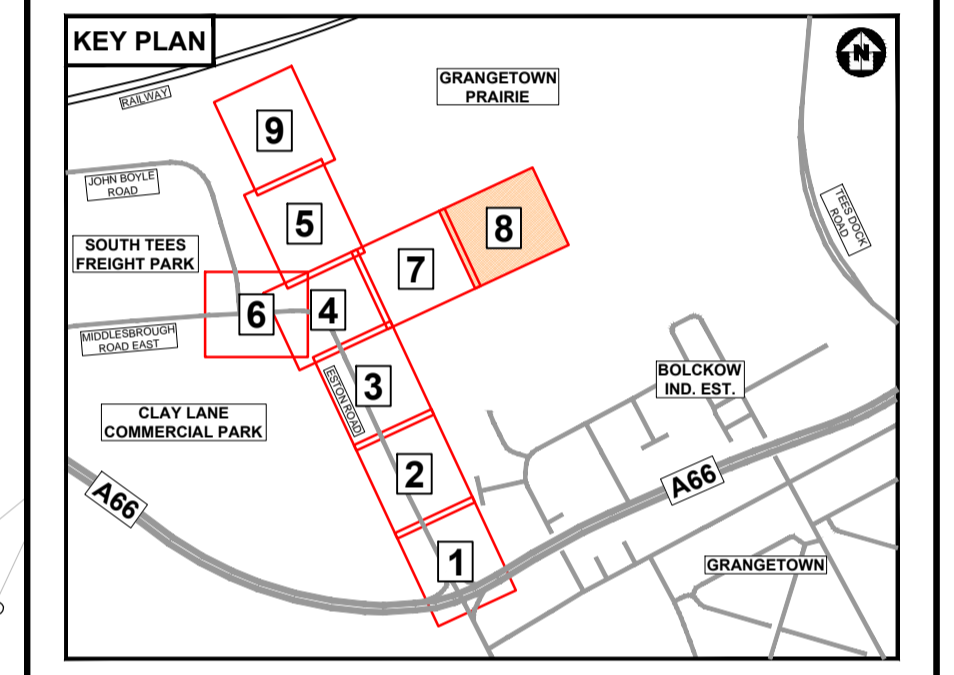 KEY PLAN
N
GRANGETOWN
PRAIRIE
RAILWAY
9
JOHN BOYLE
ROAD
TEES DOCK
ROAD
5
8
SOUTH TEES
FREIGHT PARK
7
6
4
MIDDLESBROUGH
ROAD EAST
3
ESTON ROAD
BOLCKOW
IND. EST.
CLAY LANE
COMMERCIAL PARK
2
A66
A66
1
GRANGETOWN